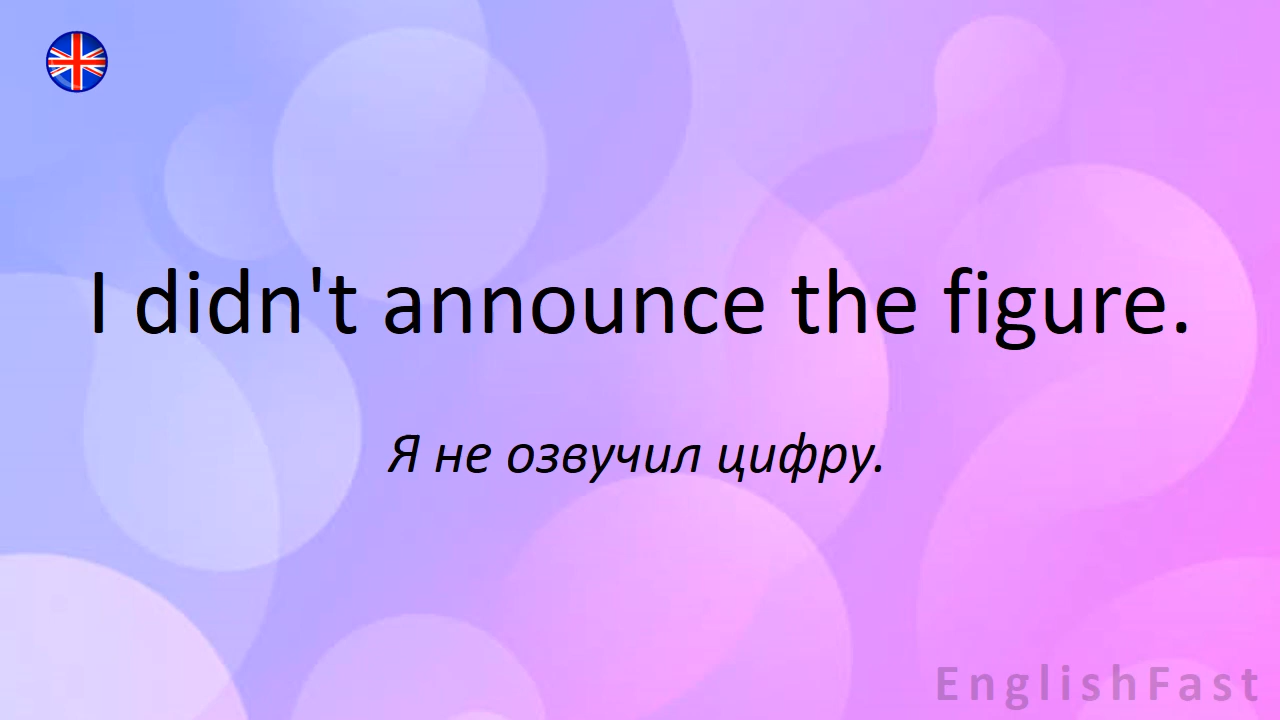 I didn't announce the figure.
Я не озвучил цифру.
EnglishFast